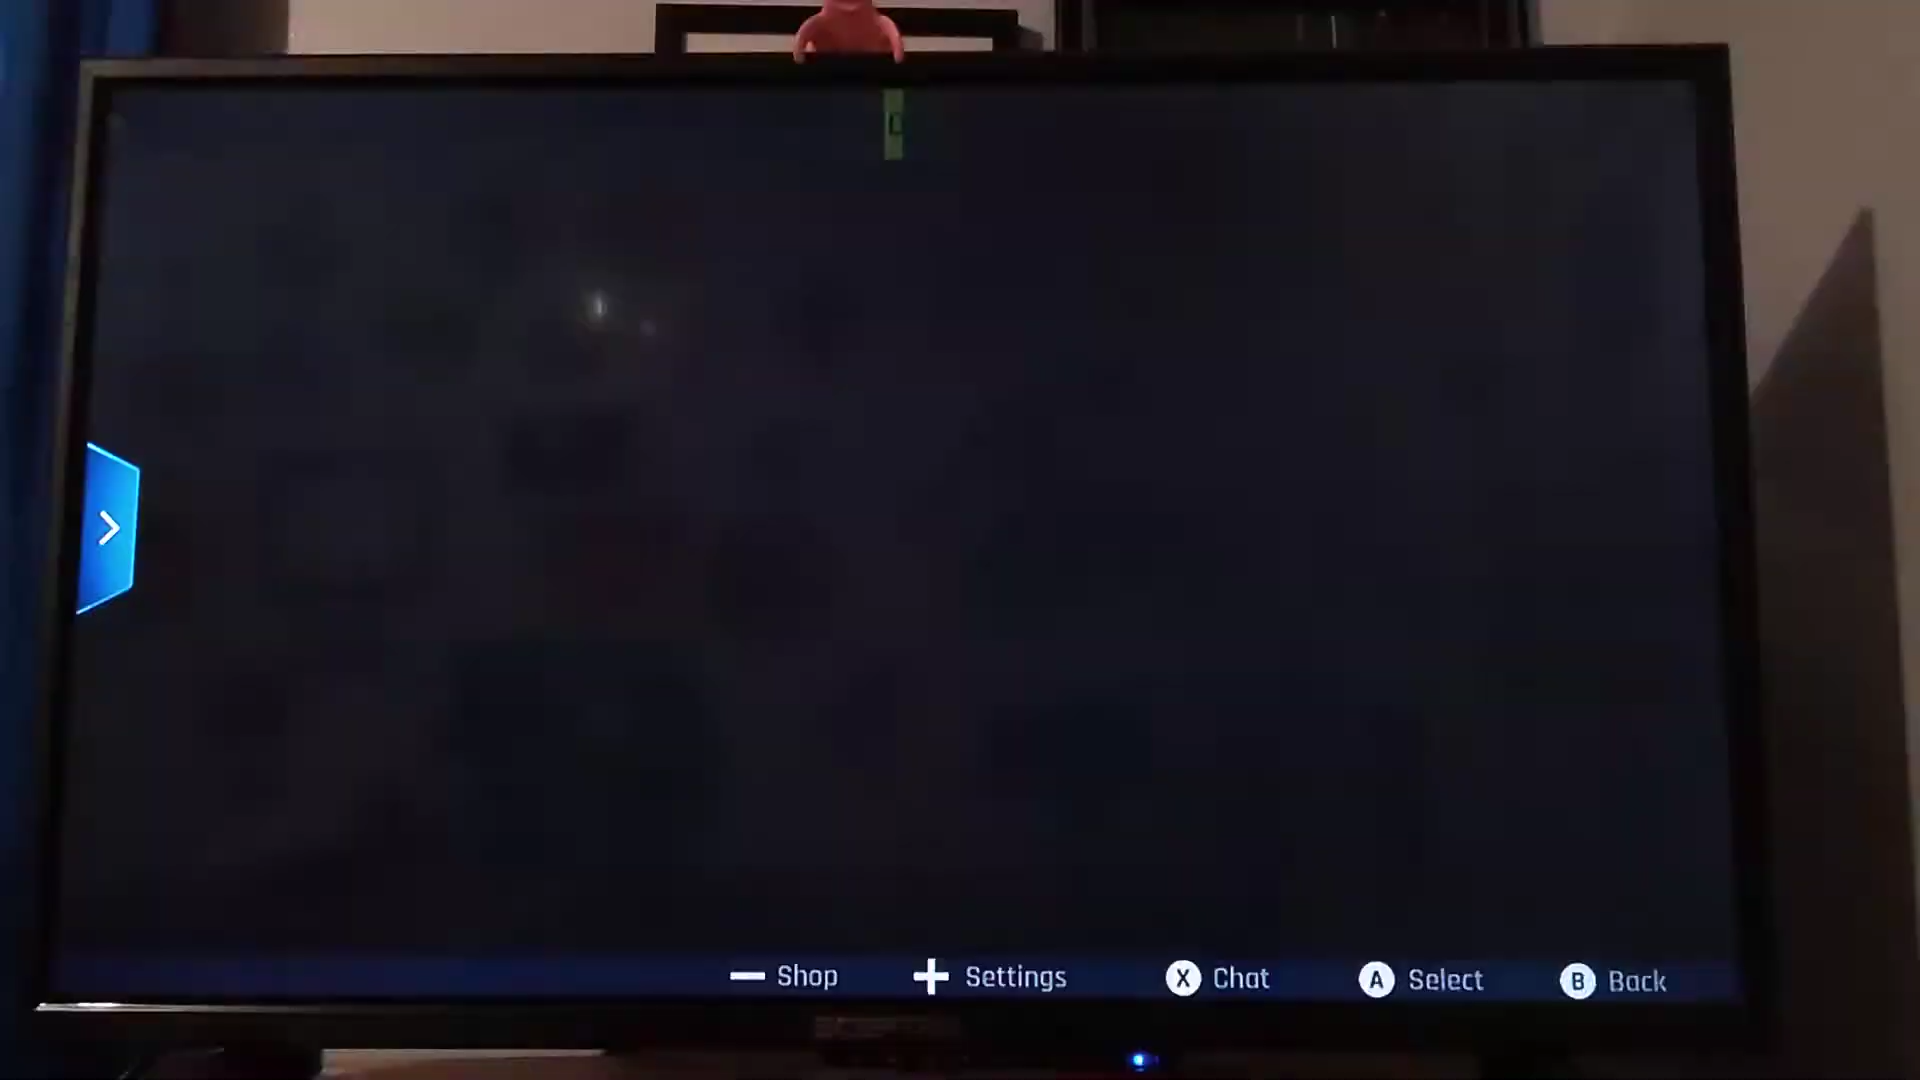 L
Shop
Settings
X Chat
A Select
B Back